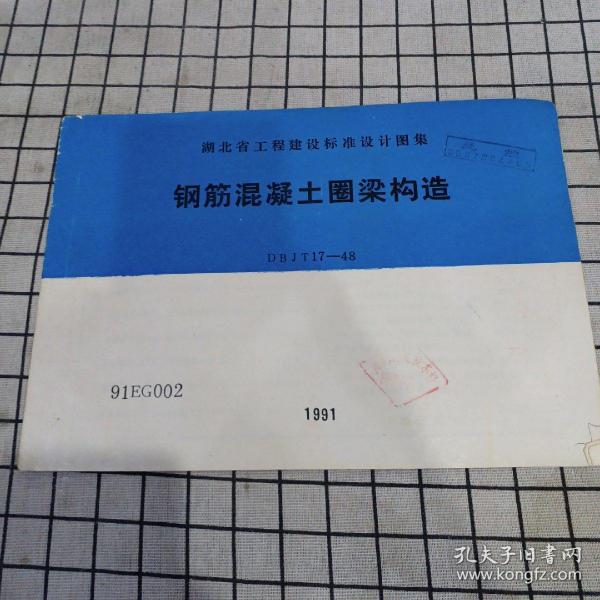 湖北省工程建设标准设计图集
钢筋混凝土圈梁构造
DBJT17—48
91EG002
1991
孔夫子旧书网
www.kongfz.com